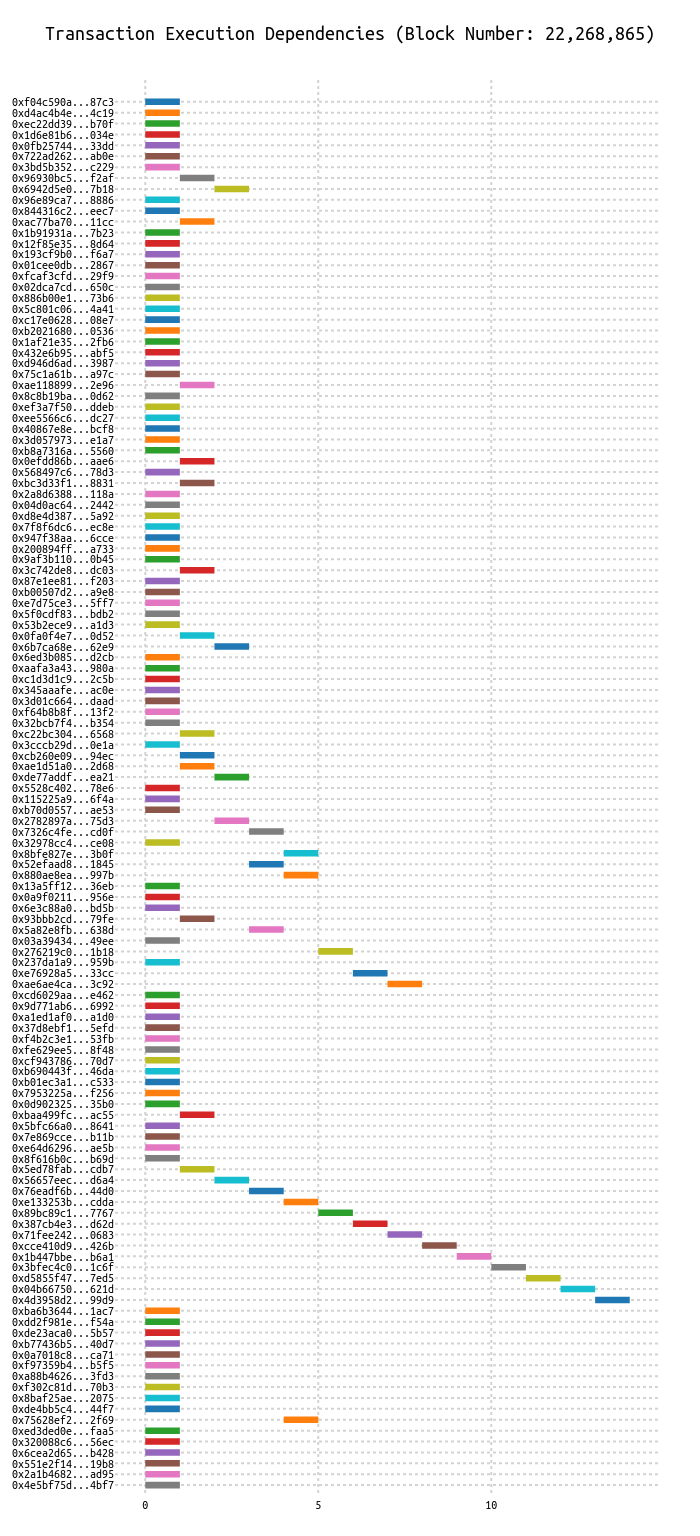 Transaction Execution Dependencies (Block Number: 22,268,865)
0xf04c590a...87c3
0xd4ac4b4e...4c19
0xec22dd39...b70f
0x1d6e81b6...034e
0x0fb25744...33dd
0x722ad262...ab0e
0x3bd5b352...c229
0x96930bc5...f2af
0x6942d5e0...7b18
0x96e89ca7...8886
0x844316c2...eec7
0xac77ba70...11cc
0x1b91931a...7b23
0x12f85e35...8d64
0x193cf9b0...f6a7
0x01cee0db...2867
0xfcaf3cfd...29f9
0x02dca7cd...650c
0x886b00e1...73b6
0x5c801c06...4a41
0xc17e0628...08e7
0xb2021680...0536
0x1af21e35...2fb6
0x432e6b95...abf5
0xd946d6ad...3987
0x75c1a61b...a97c
0xae118899...2e96
0x8c8b19ba...0d62
0xef3a7f50...ddeb
0xee5566c6...dc27
0x40867e8e...bcf8
0x3d057973...e1a7
0xb8a7316a...5560
0x0efdd86b...aae6
0x568497c6...78d3
0xbc3d33f1...8831
0x2a8d6388...118a
0x04d0ac64...2442
0xd8e4d387...5a92
0x7f8f6dc6...ec8e
0x947f38aa...6cce
0x200894ff...a733
0x9af3b110...0b45
0x3c742de8...dc03
0x87e1ee81...f203
0xb00507d2...a9e8
0xe7d75ce3...5ff7
0x5f0cdf83...bdb2
0x53b2ece9...a1d3
0x0fa0f4e7...0d52
0x6b7ca68e...62e9
0x6ed3b085...d2cb
0xaafa3a43...980a
0xc1d3d1c9...2c5b
0x345aaafe...ac0e
0x3d01c664...daad
0xf64b8b8f...13f2
0x32bcb7f4...b354
0xc22bc304...6568
0x3cccb29d...0e1a
0xcb260e09...94ec
0xae1d51a0...2d68
0xde77addf...ea21
0x5528c402...78e6
0x115225a9...6f4a
0xb70d0557...ae53
0x2782897a...75d3
0x7326c4fe...cd0f
0x32978cc4...ce08
0x8bfe827e...3b0f
0x52efaad8...1845
0x880ae8ea...997b
0x13a5ff12...36eb
0x0a9f0211...956e
0x6e3c88a0...bd5b
0x93bbb2cd...79fe
0x5a82e8fb...638d
0x03a39434...49ee
0x276219c0...1b18
0x237da1a9...959b
0xe76928a5...33cc
0xae6ae4ca...3c92
0xcd6029aa...e462
0x9d771ab6...6992
0xa1ed1af0...a1d0
0x37d8ebf1...5efd
0xf4b2c3e1...53fb
0xfe629ee5...8f48
0xcf943786...70d7
0xb690443f...46da
0xb01ec3a1...c533
0x7953225a...f256
0x0d902325...35b0
0xbaa499fc...ac55
0x5bfc66a0...8641
0x7e869cce...b11b
0xe64d6296...ae5b
0x8f616b0c...b69d
0x5ed78fab...cdb7
0x56657eec...d6a4
0x76eadf6b...44d0
0xe133253b...cdda
0x89bc89c1...7767
0x387cb4e3...d62d
0x71fee242...0683
0xcce410d9...426b
0x1b447bbe...b6a1
0x3bfec4c0...1c6f
0xd5855f47...7ed5
0x04b66750...621d
0x4d3958d2...99d9
0xba6b3644...1ac7
0xdd2f981e...f54a
0xde23aca0...5b57
0xb77436b5...40d7
0x0a7018c8...ca71
0xf97359b4...b5f5
0xa88b4626...3fd3
0xf302c81d...70b3
0x8baf25ae...2075
0xde4bb5c4...44f7
0x75628ef2...2f69
0xed3ded0e...faa5
0x320088c6...56ec
0x6cea2d65...b428
0x551e2f14...19b8
0x2a1b4682...ad95
0x4e5bf75d...4bf7
0 5 10